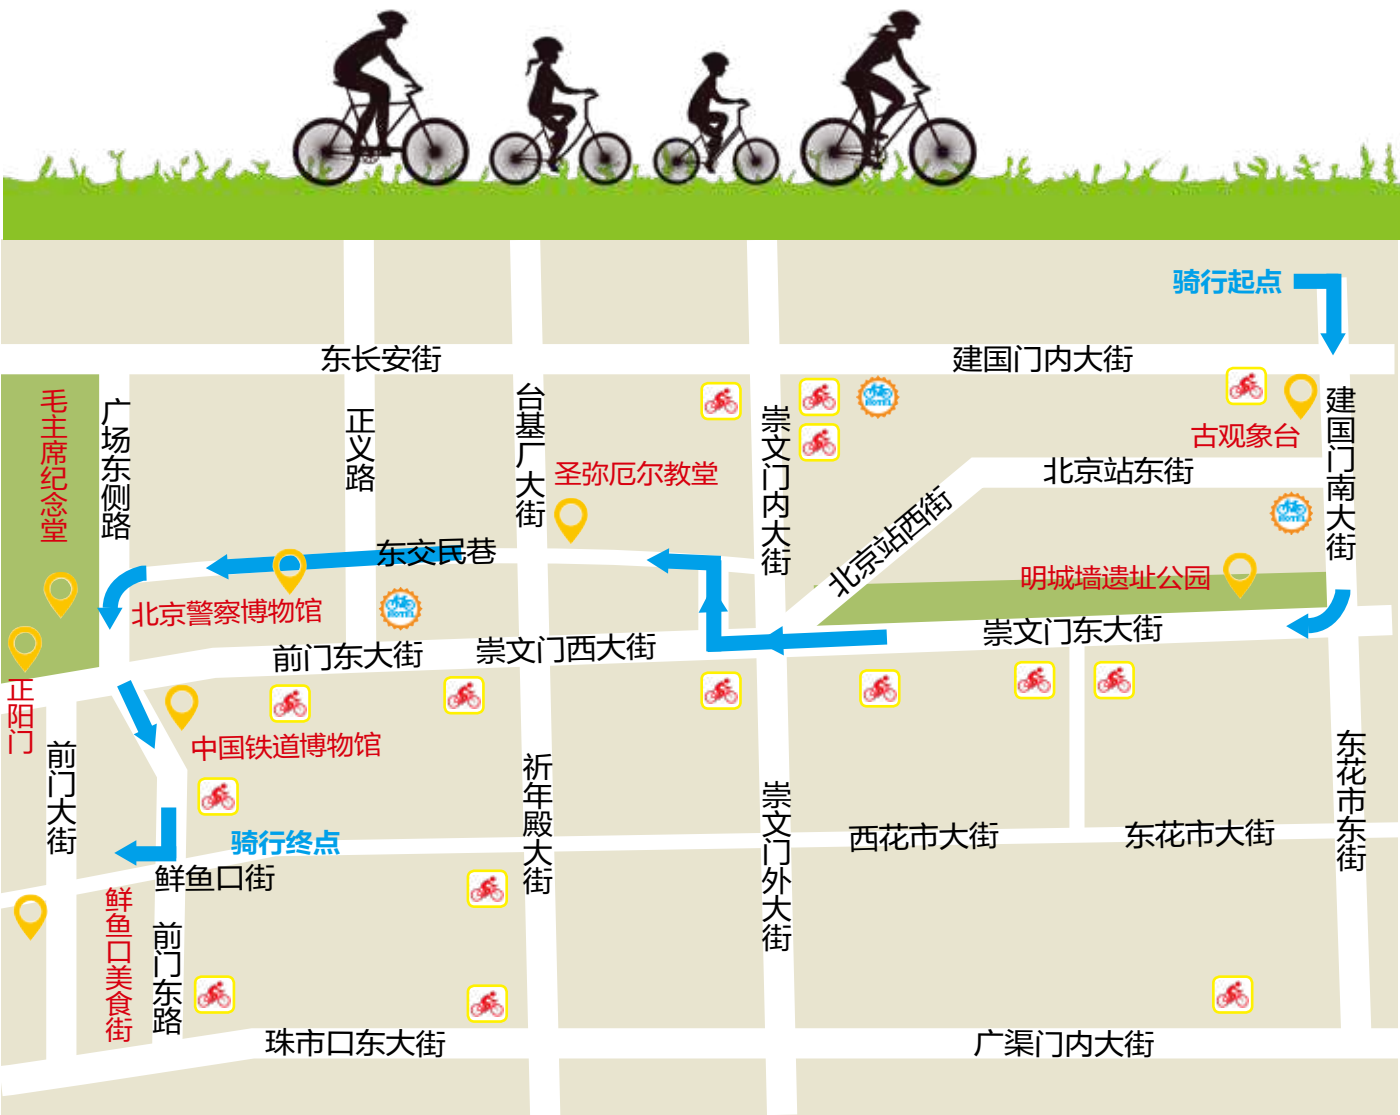 骑行起点
东长安街
建国门内大街
毛主席纪念堂
广场东侧路
正义路
台基厂大街
圣弥厄尔教堂
崇文门内大街
HOTEL
古观象台
建国门南大街
北京站东街
北京站西街
HOTEL
东交民巷
明城墙遗址公园
北京警察博物馆
HOTEL
崇文门东大街
前门东大街
崇文门西大街
正阳门
中国铁道博物馆
前门大街
祈年殿大街
崇文门外大街
东花市东街
骑行终点
西花市大街
东花市大街
鲜鱼口街
鲜鱼口美食街
前门东路
珠市口东大街
广渠门内大街